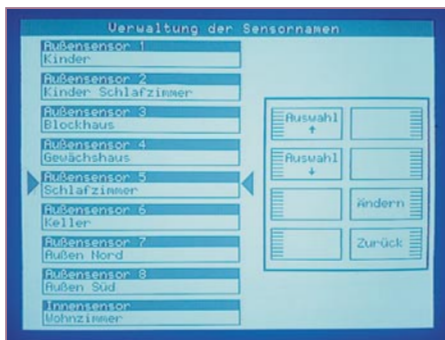 Verwaltung der Sensornamen
Außensensor 1
Kinder
Außensensor 2
Kinder Schlafzimmer
Außensensor 3
Blockhaus
Außensensor 4
Gewächshaus
Außensensor 5
Schlafzimmer
Außensensor 6
Keller
Außensensor 7
Außen Nord
Außensensor 8
Außen Süd
Innensensor
Wohnzimmer
Auswahl
↑
Auswahl
↓
Ändern
Zurück